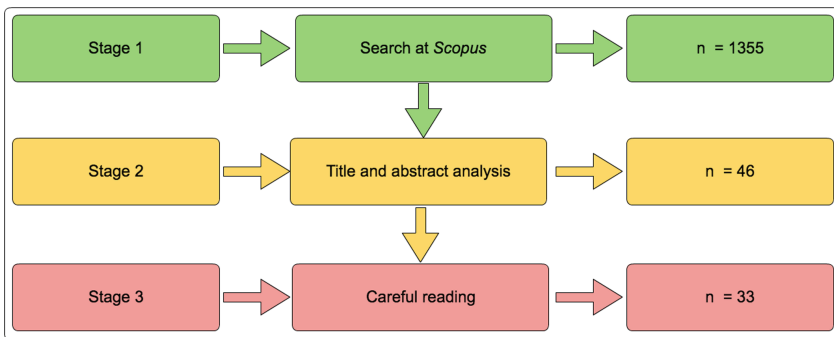 Stage 1
Search at Scopus
n = 1355
Stage 2
Title and abstract analysis
n = 46
Stage 3
Careful reading
n = 33